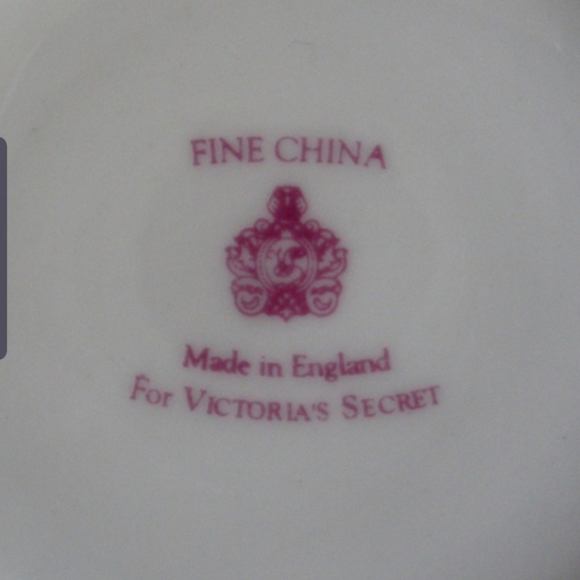 FINE CHINA
Made in England
For VICTORIA'S SECRET